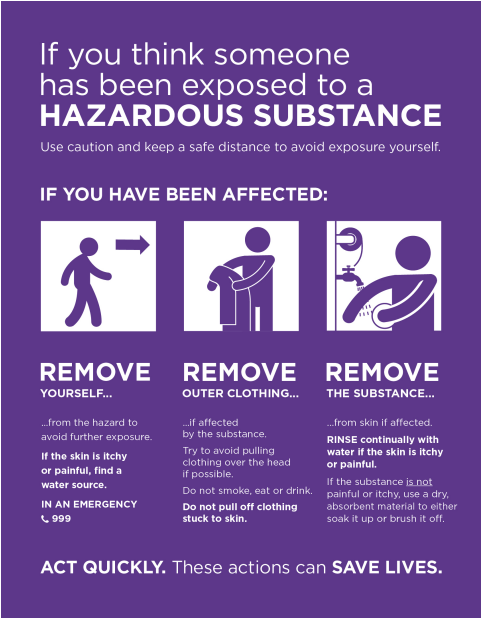 If you think someone
has been exposed to a
HAZARDOUS SUBSTANCE
Use caution and keep a safe distance to avoid exposure yourself.
IF YOU HAVE BEEN AFFECTED:
REMOVE
YOURSELF...
...from the hazard to
avoid further exposure.
If the skin is itchy
or painful, find a
water source.
IN AN EMERGENCY
999
REMOVE
OUTER CLOTHING...
...if affected
by the substance.
Try to avoid pulling
clothing over the head
if possible.
Do not smoke, eat or drink.
Do not pull off clothing
stuck to skin.
REMOVE
THE SUBSTANCE...
...from skin if affected.
RINSE continually with
water if the skin is itchy
or painful.
If the substance is not
painful or itchy, use a dry,
absorbent material to either
soak it up or brush it off.
ACT QUICKLY. These actions can SAVE LIVES.